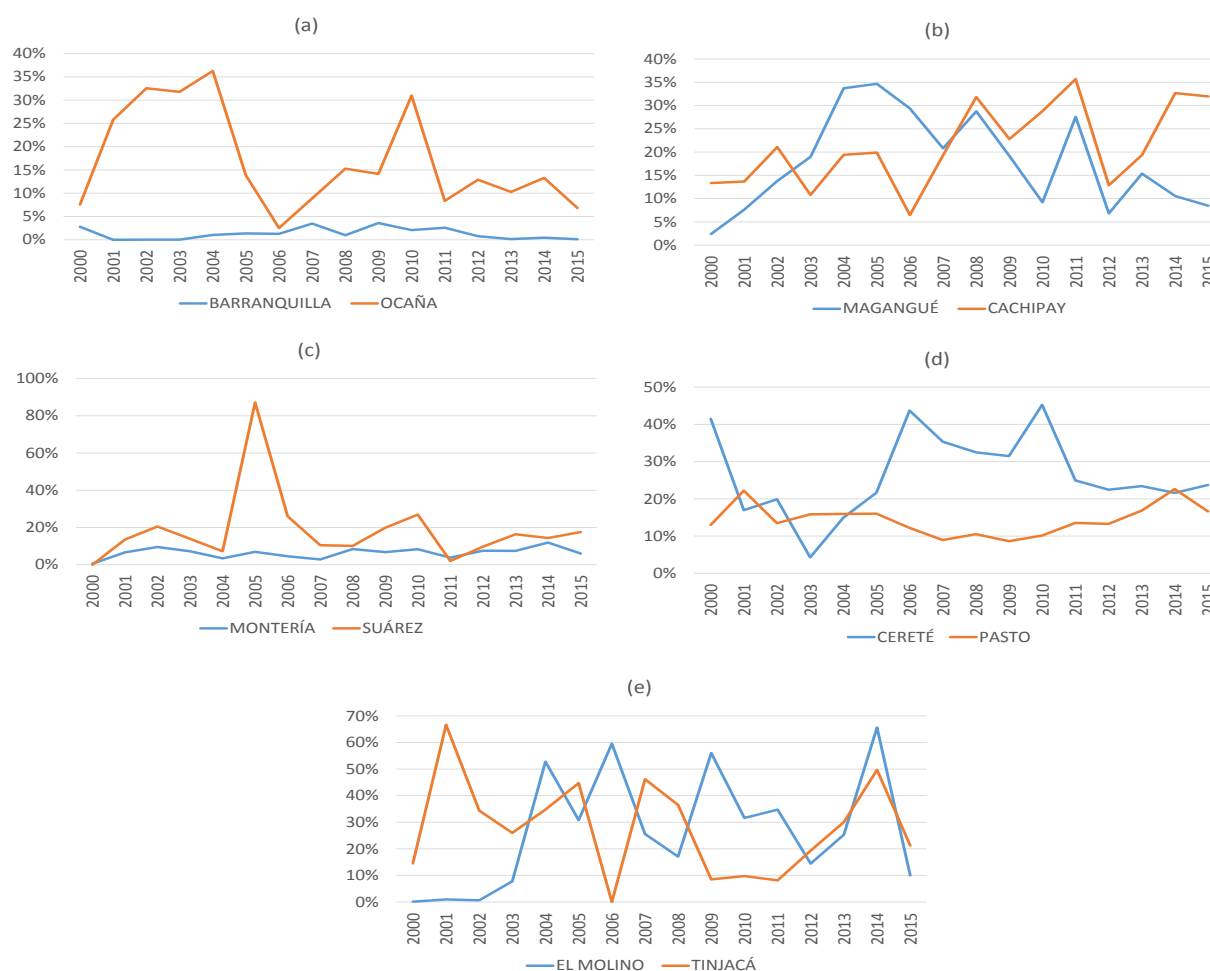 (a)
40%
35%
30%
25%
20%
15%
10%
5%
0%
2000 2001 2002 2003 2004 2005 2006 2007 2008 2009 2010 2011 2012 2013 2014 2015
BARRANQUILLA OCAÑA
(b)
40%
35%
30%
25%
20%
15%
10%
5%
0%
2000 2001 2002 2003 2004 2005 2006 2007 2008 2009 2010 2011 2012 2013 2014 2015
MAGANGUÉ CACHIPAY
(c)
100%
80%
60%
40%
20%
0%
2000 2001 2002 2003 2004 2005 2006 2007 2008 2009 2010 2011 2012 2013 2014 2015
MONTERÍA SUÁREZ
(d)
50%
40%
30%
20%
10%
0%
2000 2001 2002 2003 2004 2005 2006 2007 2008 2009 2010 2011 2012 2013 2014 2015
CERETÉ PASTO
(e)
70%
60%
50%
40%
30%
20%
10%
0%
2000 2001 2002 2003 2004 2005 2006 2007 2008 2009 2010 2011 2012 2013 2014 2015
EL MOLINO TINJACÁ